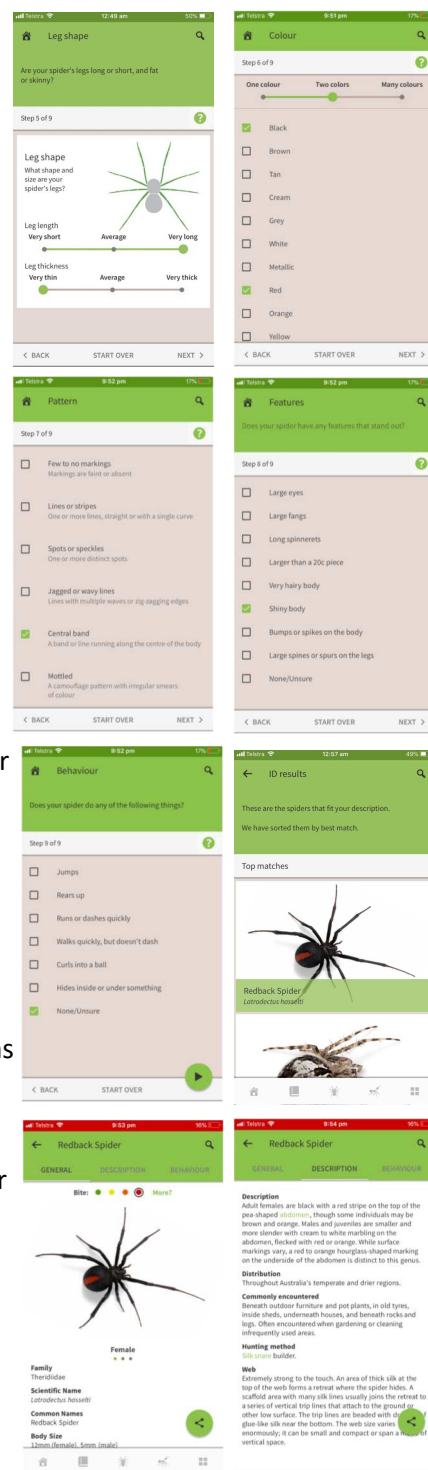 Telstra 12:49 am 50%
Leg shape
Are your spider's legs long or short, and fat
or skinny?
Step 5 of 9
?
Leg shape
What shape and
size are your
spider's legs?
Leg length
Very short Average Very long
Leg thickness
Very thin Average Very thick
< BACK START OVER NEXT >
Telstra 9:51 pm 17%
Colour
Step 6 of 9
?
One colour Two colors Many colours
Black
Brown
Tan
Cream
Grey
White
Metallic
Red
Orange
Yellow
< BACK START OVER NEXT >
Telstra 9:52 pm 17%
Pattern
Step 7 of 9
?
Few to no markings
Markings are faint or absent
Lines or stripes
One or more lines, straight or with a single curve
Spots or speckles
One or more distinct spots
Jagged or wavy lines
Lines with multiple waves or zig-zagging edges
Central band
A band or line running along the centre of the body
Mottled
A camouflage pattern with irregular smears
of colour
< BACK START OVER NEXT >
Telstra 9:52 pm 17%
Features
Does your spider have any features that stand out?
Step 8 of 9
?
Large eyes
Large fangs
Long spinnerets
Larger than a 20c piece
Very hairy body
Shiny body
Bumps or spikes on the body
Large spines or spurs on the legs
None/Unsure
< BACK START OVER NEXT >
r
Telstra 9:52 pm 17%
Behaviour
Does your spider do any of the following things?
Step 9 of 9
?
Jumps
Rears up
Runs or dashes quickly
Walks quickly, but doesn't dash
Curls into a ball
Hides inside or under something
None/Unsure
< BACK START OVER
Telstra 12:57 am 49%
ID results
These are the spiders that fit your description.
We have sorted them by best match.
Top matches
Redback Spider
Latrodectus hasselti
Telstra 9:53 pm 16%
Redback Spider
GENERAL DESCRIPTION BEHAVIOUR
Bite: More?
Female
Family
Theridiidae
Scientific Name
Latrodectus hasselti
Common Names
Redback Spider
Body Size
12mm (female), 5mm (male)
Telstra 9:54 pm 16%
Redback Spider
GENERAL DESCRIPTION BEHAVIOUR
Description
Adult females are black with a red stripe on the top of the
pea-shaped abdomen, though some individuals may be
brown and orange. Males and juveniles are smaller and
more slender with cream to white marbling on the
abdomen, flecked with red or orange. While surface
markings vary, a red to orange hourglass-shaped marking
on the underside of the abdomen is distinct to this genus.
Distribution
Throughout Australia's temperate and drier regions.
Commonly encountered
Beneath outdoor furniture and pot plants, in old tyres,
inside sheds, underneath houses, and beneath rocks and
logs. Often encountered when gardening or cleaning
infrequently used areas.
Hunting method
Silk snare builder.
Web
Extremely strong to the touch. An area of thick silk at the
top of the web forms a retreat where the spider hides. A
scaffold area with many silk lines usually joins the retreat to
a series of vertical trip lines that attach to the ground or
other low surface. The trip lines are beaded with
glue-like silk near the bottom. The web size varies
enormously; it can be small and compact or span a
vertical space.